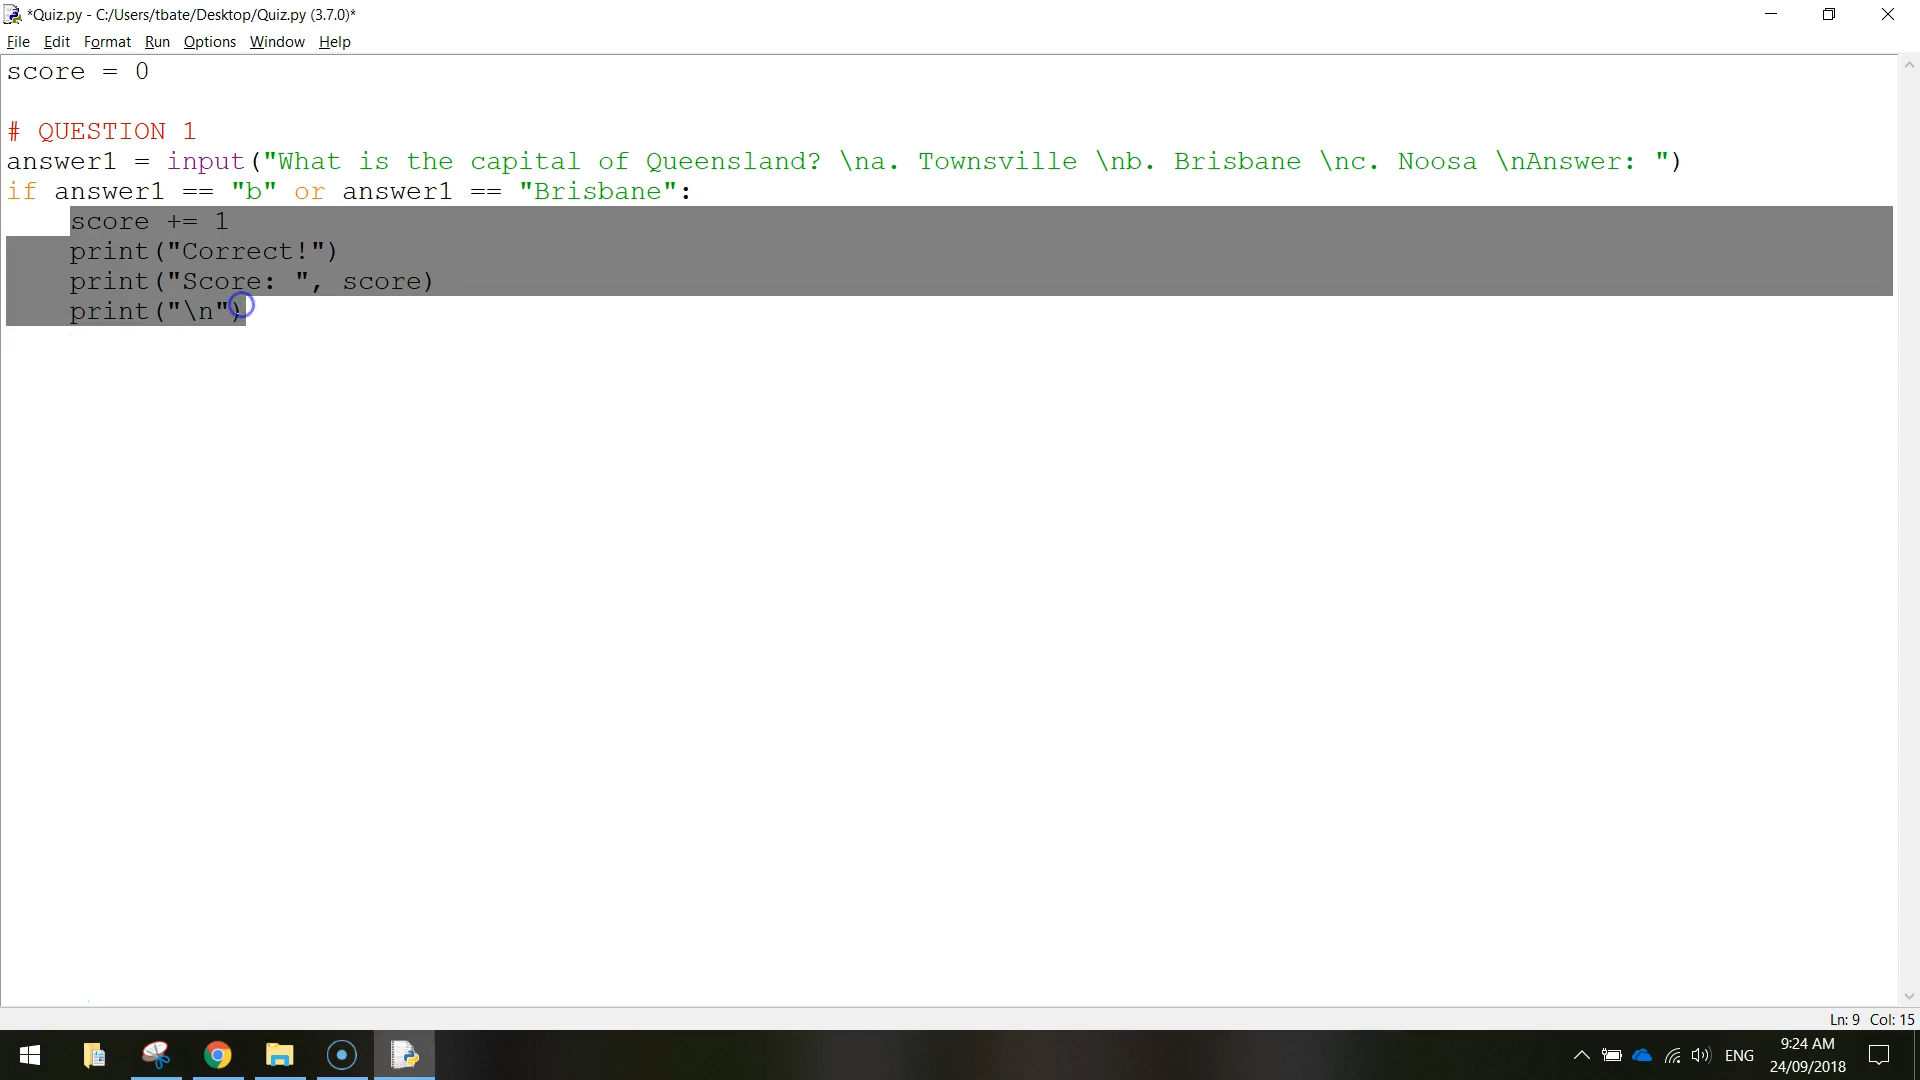 *Quiz.py - C:/Users/tbate/Desktop/Quiz.py (3.7.0)*
File Edit Format Run Options Window Help
score = 0
# QUESTION 1
answer1 = input("What is the capital of Queensland? \na. Townsville \nb. Brisbane \nc. Noosa \nAnswer: ")
if answer1 == "b" or answer1 == "Brisbane":
    score += 1
    print("Correct!")
    print("Score: ", score)
    print("\n")
Ln: 9 Col: 15
ENG
9:24 AM
24/09/2018